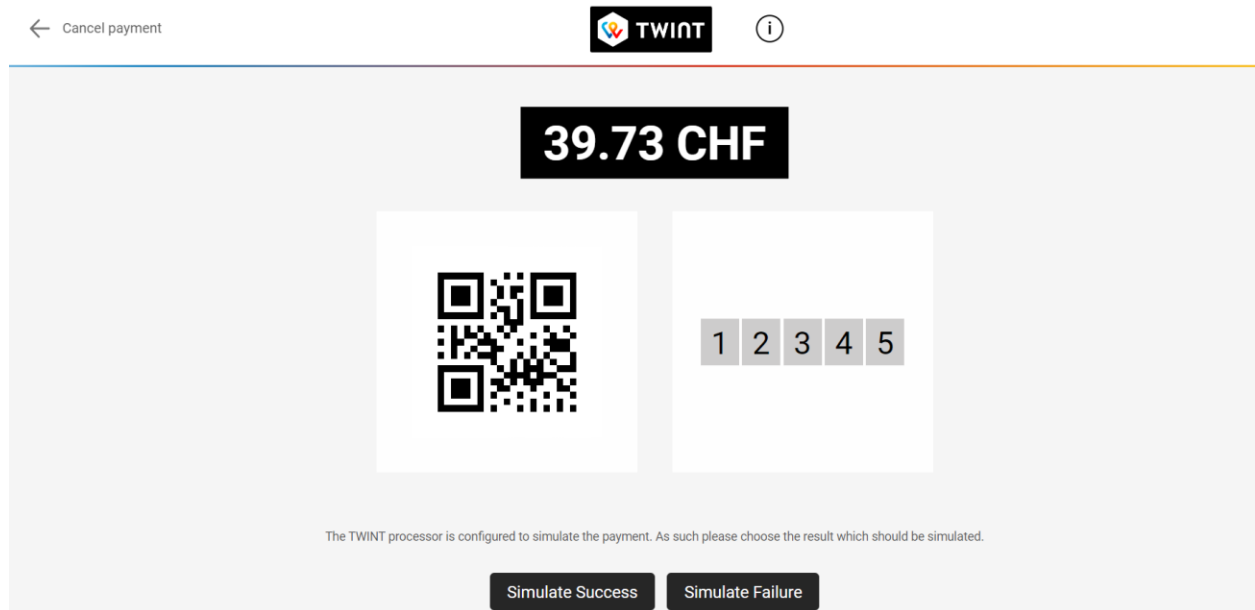 Cancel payment
TWINT
i
39.73 CHF
1 2 3 4 5
The TWINT processor is configured to simulate the payment. As such please choose the result which should be simulated.
Simulate Success
Simulate Failure